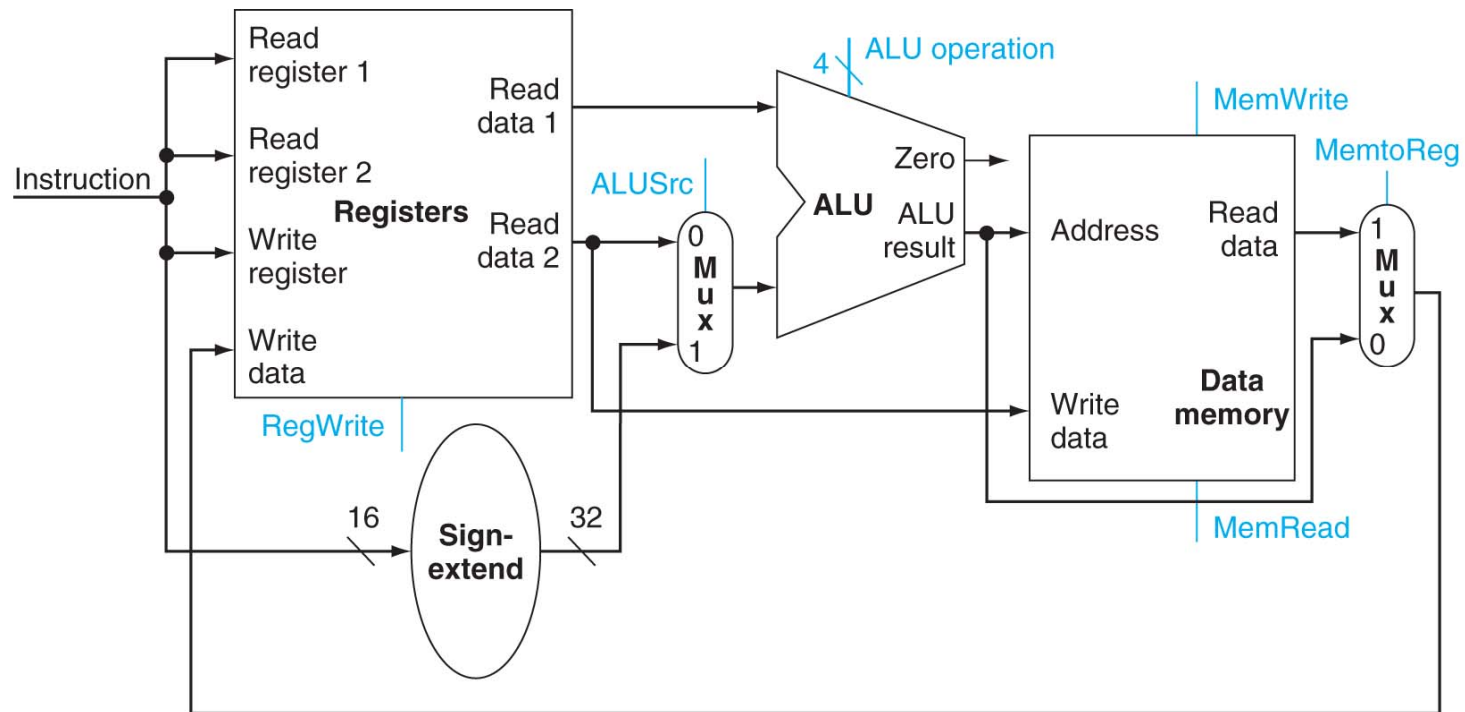 Instruction
Read
register 1
Read
register 2
Registers
Write
register
Write
data
Read
data 1
Read
data 2
RegWrite
16
Sign-
extend
32
ALUSrc
0
M
u
x
1
4
ALU operation
Zero
ALU
ALU
result
MemWrite
Address
Read
data
Write
data
Data
memory
MemRead
MemtoReg
1
M
u
x
0